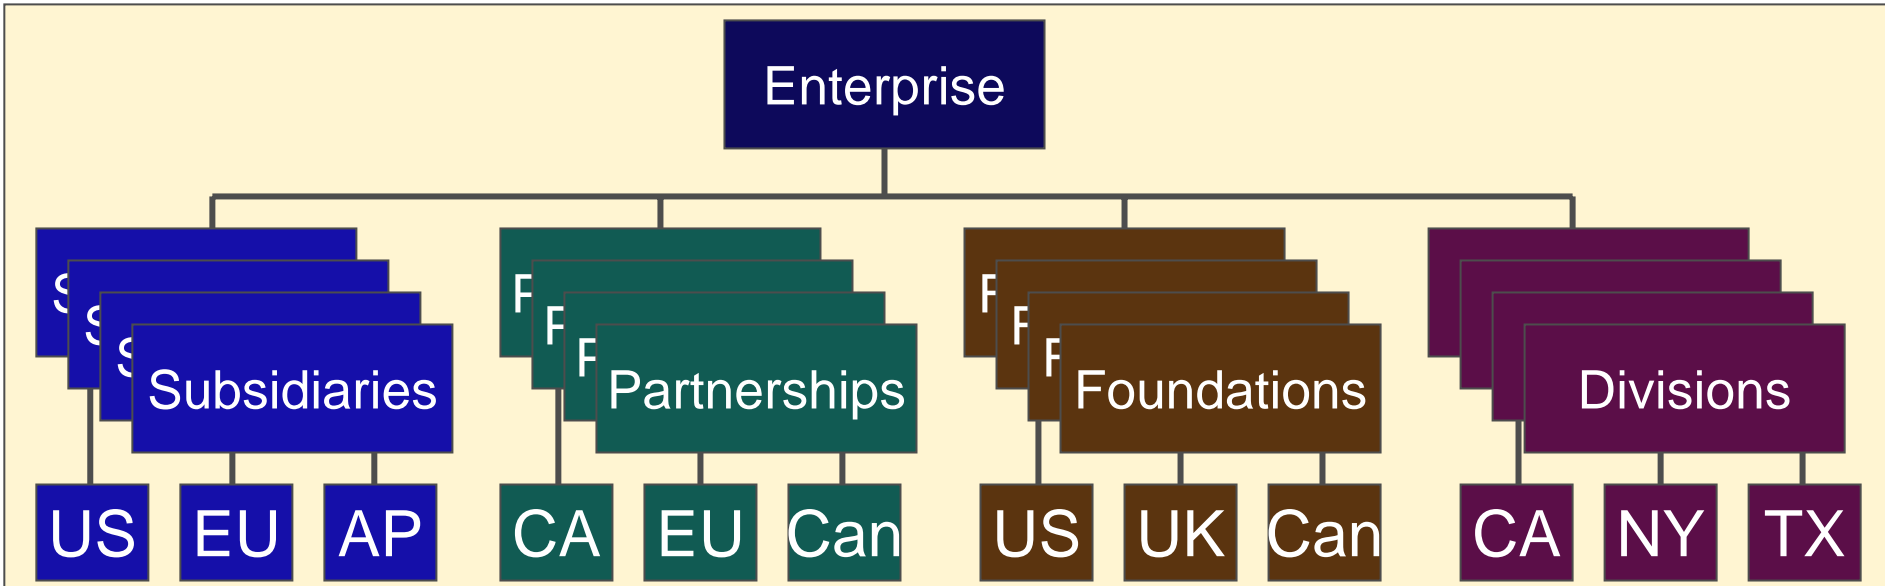 Enterprise
Subsidiaries
Partnerships
Foundations
Divisions
US
EU
AP
CA
EU
Can
US
UK
Can
CA
NY
TX